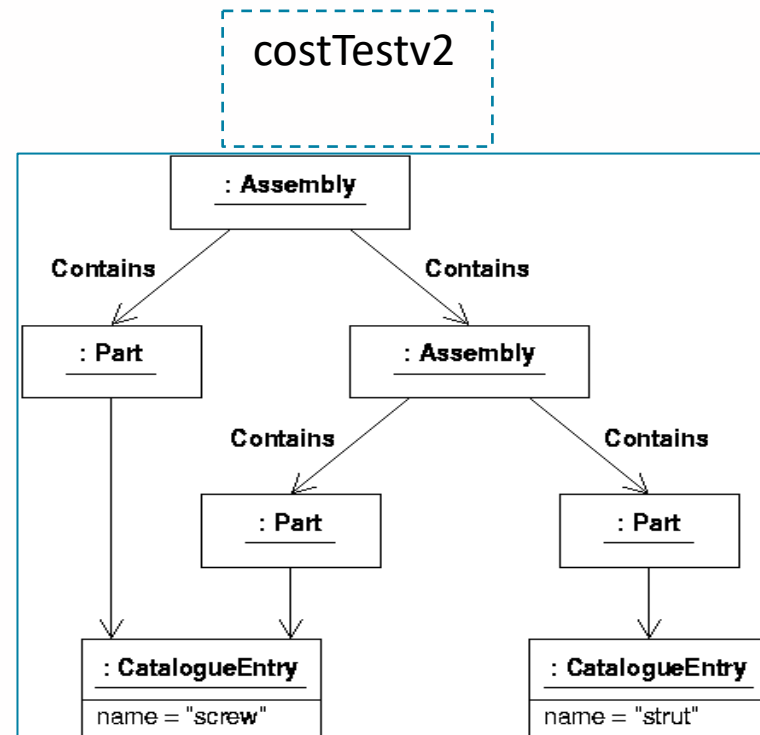 costTestv2
: Assembly
Contains
Contains
: Part
: Assembly
Contains
Contains
: Part
: Part
: CatalogueEntry
name = "screw"
: CatalogueEntry
name = "strut"